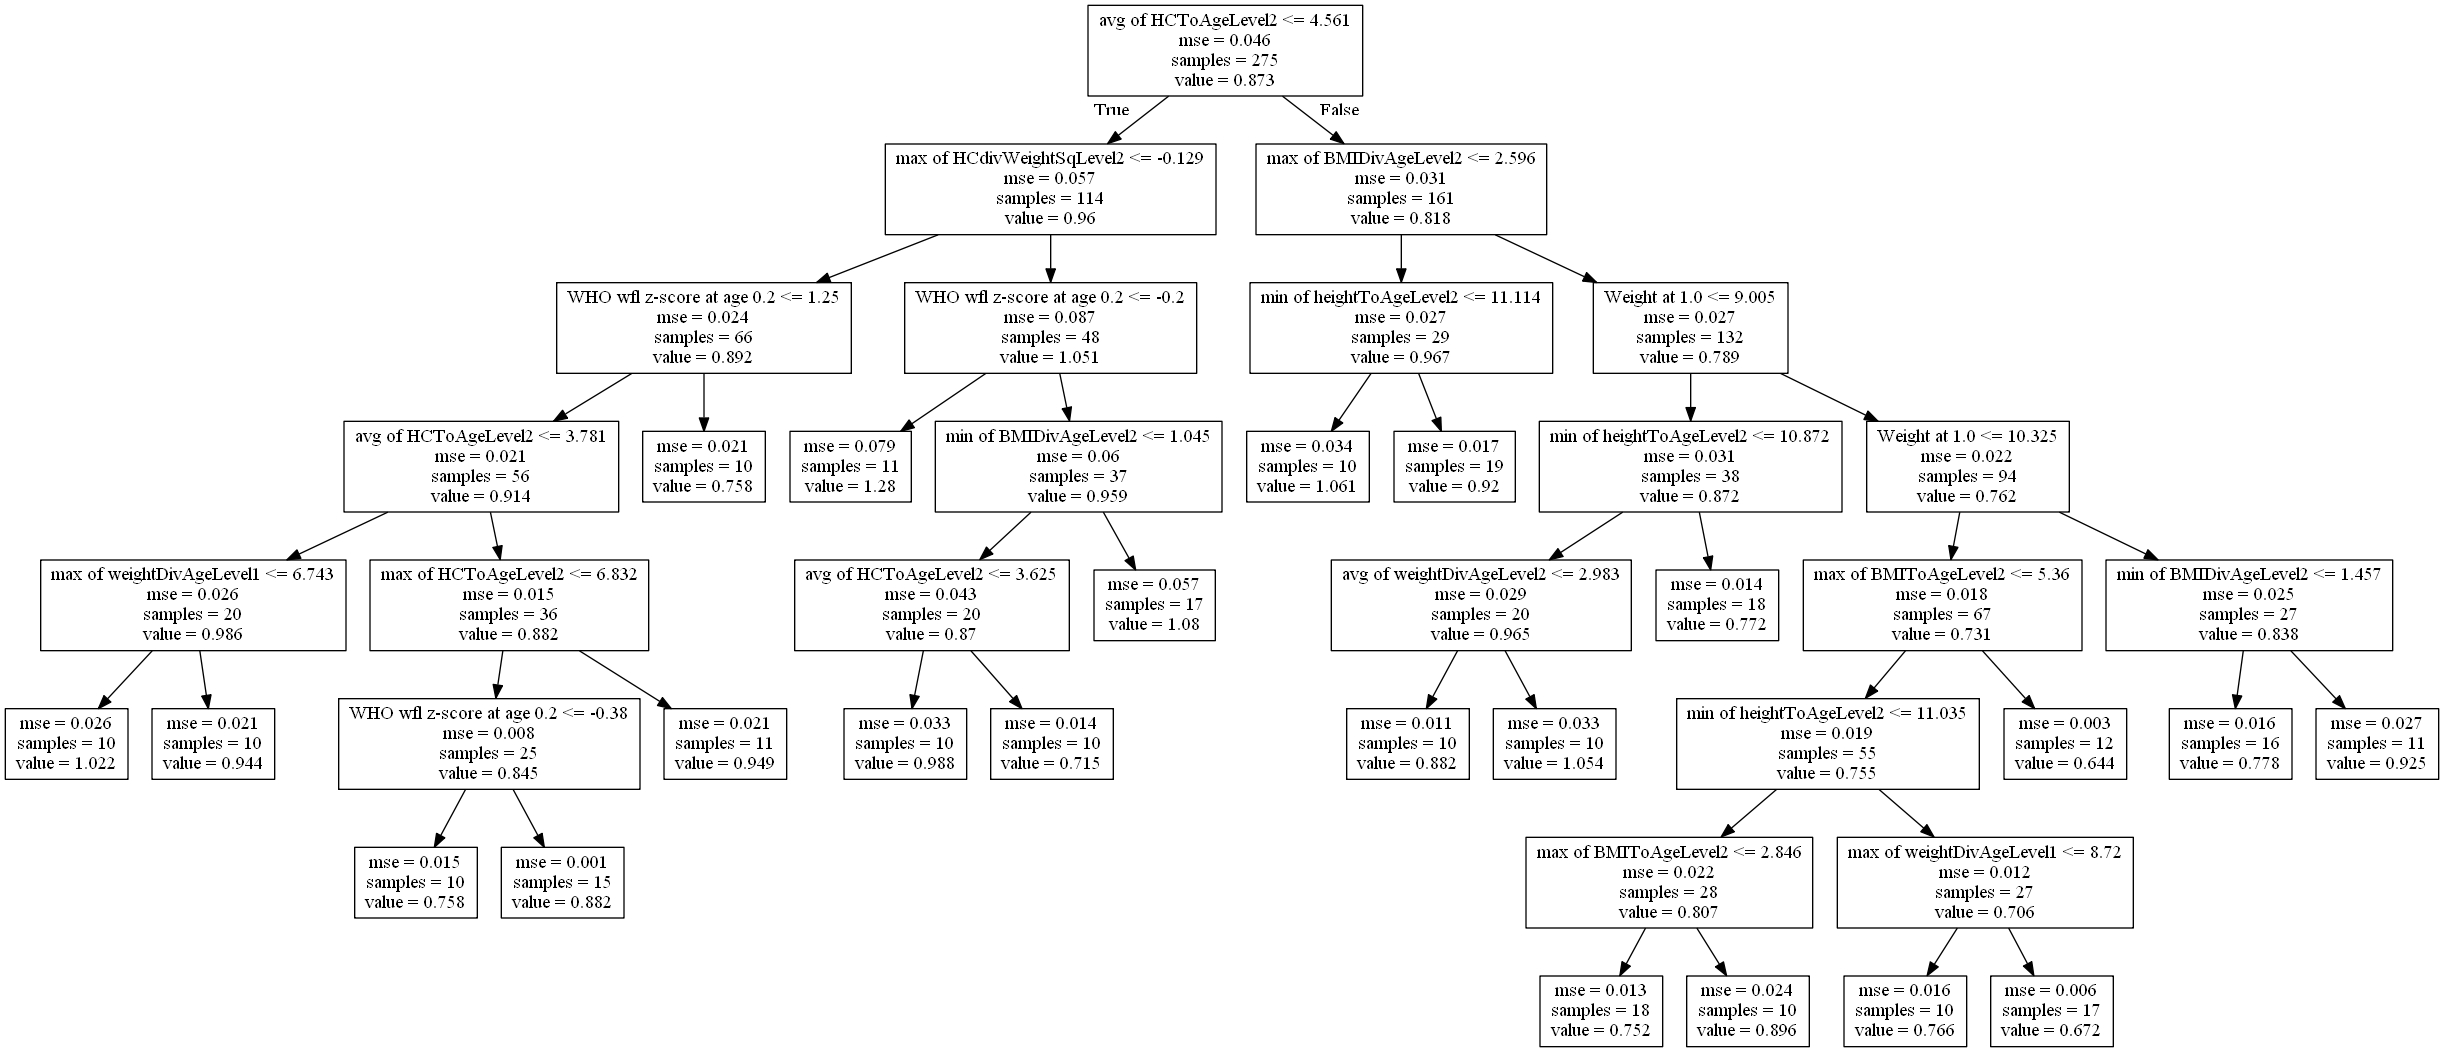 avg of HCToAgeLevel2 <= 4.561
mse = 0.046
samples = 275
value = 0.873
True
False
max of HCdivWeightSqLevel2 <= -0.129
mse = 0.057
samples = 114
value = 0.96
max of BMIDivAgeLevel2 <= 2.596
mse = 0.031
samples = 161
value = 0.818
WHO wfl z-score at age 0.2 <= 1.25
mse = 0.024
samples = 66
value = 0.892
WHO wfl z-score at age 0.2 <= -0.2
mse = 0.087
samples = 48
value = 1.051
min of heightToAgeLevel2 <= 11.114
mse = 0.027
samples = 29
value = 0.967
Weight at 1.0 <= 9.005
mse = 0.027
samples = 132
value = 0.789
avg of HCToAgeLevel2 <= 3.781
mse = 0.021
samples = 56
value = 0.914
mse = 0.021
samples = 10
value = 0.758
mse = 0.079
samples = 11
value = 1.28
min of BMIDivAgeLevel2 <= 1.045
mse = 0.06
samples = 37
value = 0.959
mse = 0.034
samples = 10
value = 1.061
mse = 0.017
samples = 19
value = 0.92
min of heightToAgeLevel2 <= 10.872
mse = 0.031
samples = 38
value = 0.872
Weight at 1.0 <= 10.325
mse = 0.022
samples = 94
value = 0.762
max of weightDivAgeLevel1 <= 6.743
mse = 0.026
samples = 20
value = 0.986
max of HCToAgeLevel2 <= 6.832
mse = 0.015
samples = 36
value = 0.882
avg of HCToAgeLevel2 <= 3.625
mse = 0.043
samples = 20
value = 0.87
mse = 0.057
samples = 17
value = 1.08
avg of weightDivAgeLevel2 <= 2.983
mse = 0.029
samples = 20
value = 0.965
mse = 0.014
samples = 18
value = 0.772
max of BMIToAgeLevel2 <= 5.36
mse = 0.018
samples = 67
value = 0.731
min of BMIDivAgeLevel2 <= 1.457
mse = 0.025
samples = 27
value = 0.838
mse = 0.026
samples = 10
value = 1.022
mse = 0.021
samples = 10
value = 0.944
WHO wfl z-score at age 0.2 <= -0.38
mse = 0.008
samples = 25
value = 0.845
mse = 0.021
samples = 11
value = 0.949
mse = 0.033
samples = 10
value = 0.988
mse = 0.014
samples = 10
value = 0.715
mse = 0.011
samples = 10
value = 0.882
mse = 0.033
samples = 10
value = 1.054
min of heightToAgeLevel2 <= 11.035
mse = 0.019
samples = 55
value = 0.755
mse = 0.003
samples = 12
value = 0.644
mse = 0.016
samples = 16
value = 0.778
mse = 0.027
samples = 11
value = 0.925
mse = 0.015
samples = 10
value = 0.758
mse = 0.001
samples = 15
value = 0.882
max of BMIToAgeLevel2 <= 2.846
mse = 0.022
samples = 28
value = 0.807
max of weightDivAgeLevel1 <= 8.72
mse = 0.012
samples = 27
value = 0.706
mse = 0.013
samples = 18
value = 0.752
mse = 0.024
samples = 10
value = 0.896
mse = 0.016
samples = 10
value = 0.766
mse = 0.006
samples = 17
value = 0.672